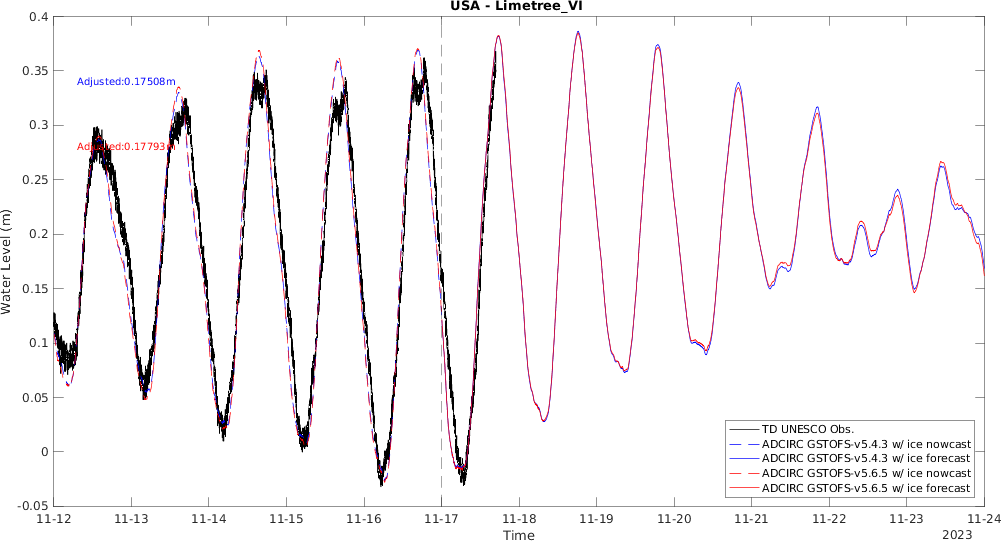 USA - Limetree_VI
Water Level (m)
0.4
0.35
0.3
0.25
0.2
0.15
0.1
0.05
0
-0.05
Adjusted:0.17508m
Adjusted:0.17793m
TD UNESCO Obs.
ADCIRC GSTOFS-v5.4.3 w/ ice nowcast
ADCIRC GSTOFS-v5.4.3 w/ ice forecast
ADCIRC GSTOFS-v5.6.5 w/ ice nowcast
ADCIRC GSTOFS-v5.6.5 w/ ice forecast
11-12 11-13 11-14 11-15 11-16 11-17 11-18 11-19 11-20 11-21 11-22 11-23 11-24
Time
2023